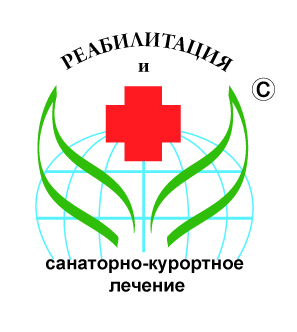 РЕАБИЛИТАЦИЯ
и
©
санаторно-курортное
лечение